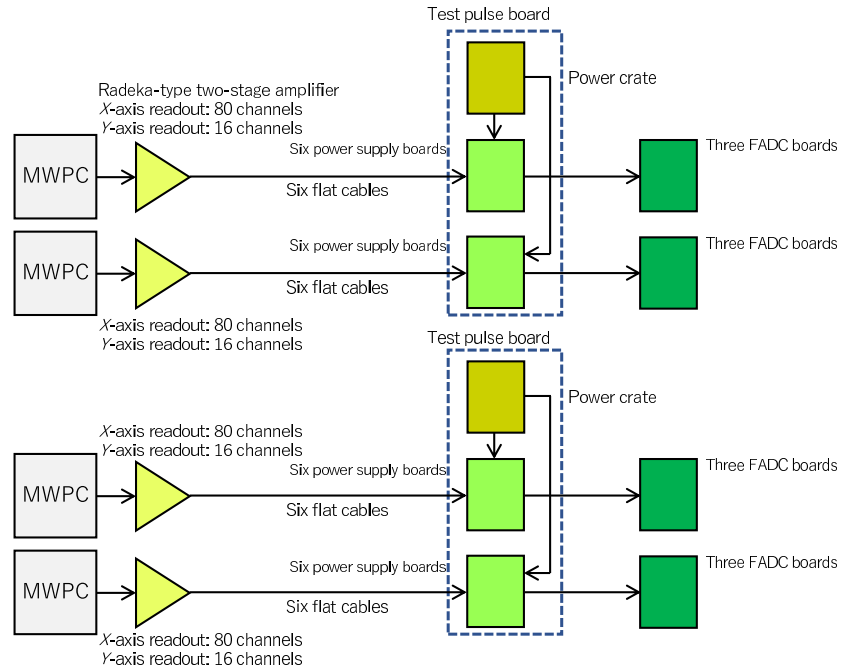 Test pulse board
Power crate
Radeka-type two-stage amplifier
X-axis readout: 80 channels
Y-axis readout: 16 channels
MWPC
Six power supply boards
Six flat cables
Three FADC boards
MWPC
Six power supply boards
Six flat cables
Three FADC boards
X-axis readout: 80 channels
Y-axis readout: 16 channels
Test pulse board
Power crate
X-axis readout: 80 channels
Y-axis readout: 16 channels
MWPC
Six power supply boards
Six flat cables
Three FADC boards
MWPC
Six power supply boards
Six flat cables
Three FADC boards
X-axis readout: 80 channels
Y-axis readout: 16 channels